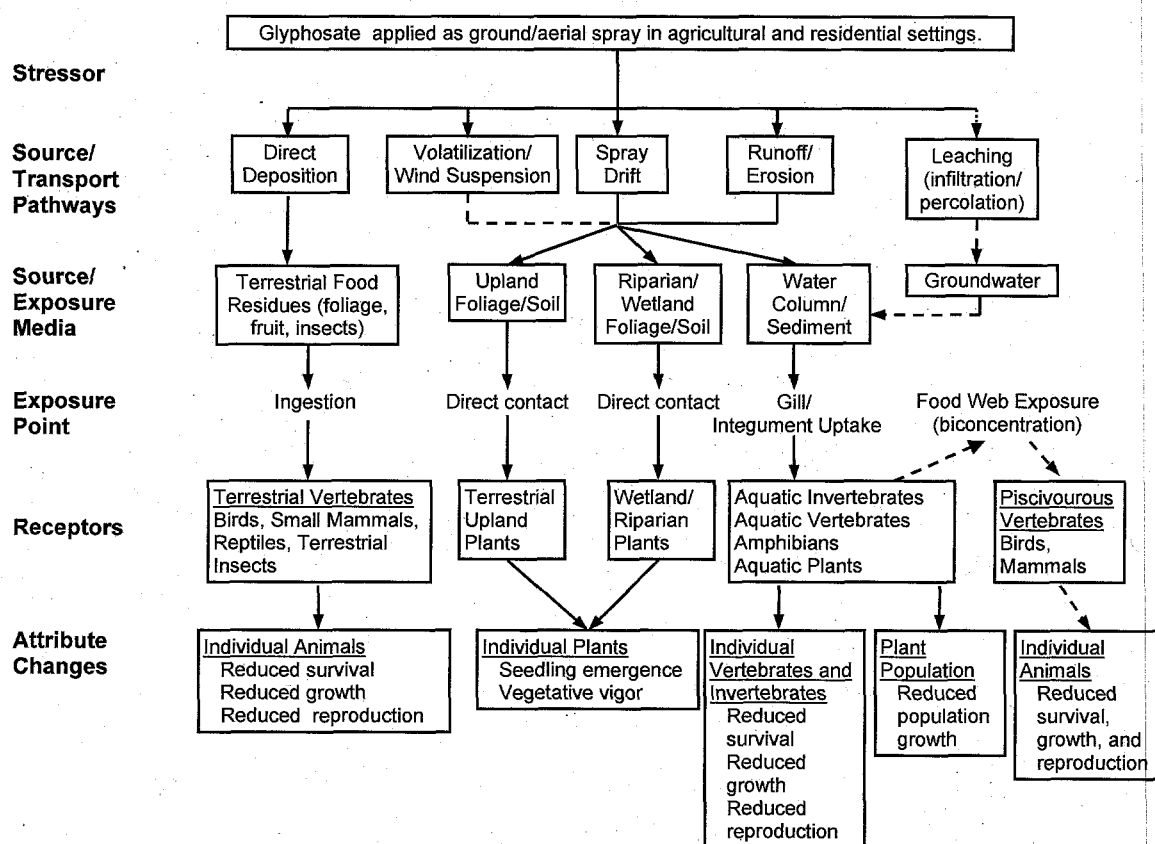 Glyphosate applied as ground/aerial spray in agricultural and residential settings.
Stressor
Source/
Transport
Pathways
Direct
Deposition
Volatilization/
Wind Suspension
Spray
Drift
Runoff/
Erosion
Leaching
(infiltration/
percolation)
Source/
Exposure
Media
Terrestrial Food
Residues (foliage,
fruit, insects)
Upland
Foliage/Soil
Riparian/
Wetland
Foliage/Soil
Water
Column/
Sediment
Groundwater
Exposure
Point
Ingestion
Direct contact
Direct contact
Gill/
Integument Uptake
Food Web Exposure
(biconcentration)
Receptors
Terrestrial Vertebrates
Birds, Small Mammals,
Reptiles, Terrestrial
Insects
Terrestrial
Upland
Plants
Wetland/
Riparian
Plants
Aquatic Invertebrates
Aquatic Vertebrates
Amphibians
Aquatic Plants
Piscivourous
Vertebrates
Birds,
Mammals
Attribute
Changes
Individual Animals
Reduced survival
Reduced growth
Reduced reproduction
Individual Plants
Seedling emergence
Vegetative vigor
Individual
Vertebrates and
Invertebrates
Reduced
survival
Reduced
growth
Reduced
reproduction
Plant
Population
Reduced
population
growth
Individual
Animals
Reduced
survival,
growth, and
reproduction